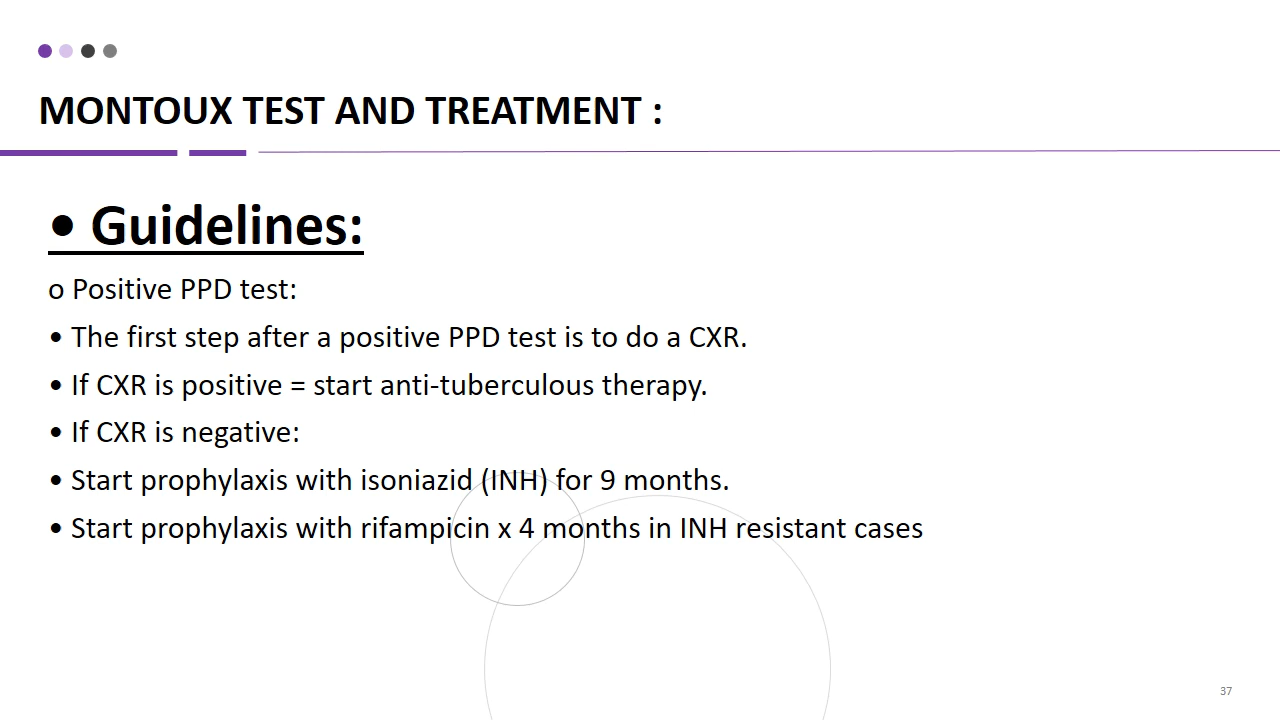 MONTOUX TEST AND TREATMENT :
• Guidelines:
o Positive PPD test:
• The first step after a positive PPD test is to do a CXR.
• If CXR is positive = start anti-tuberculous therapy.
• If CXR is negative:
• Start prophylaxis with isoniazid (INH) for 9 months.
• Start prophylaxis with rifampicin x 4 months in INH resistant cases
37